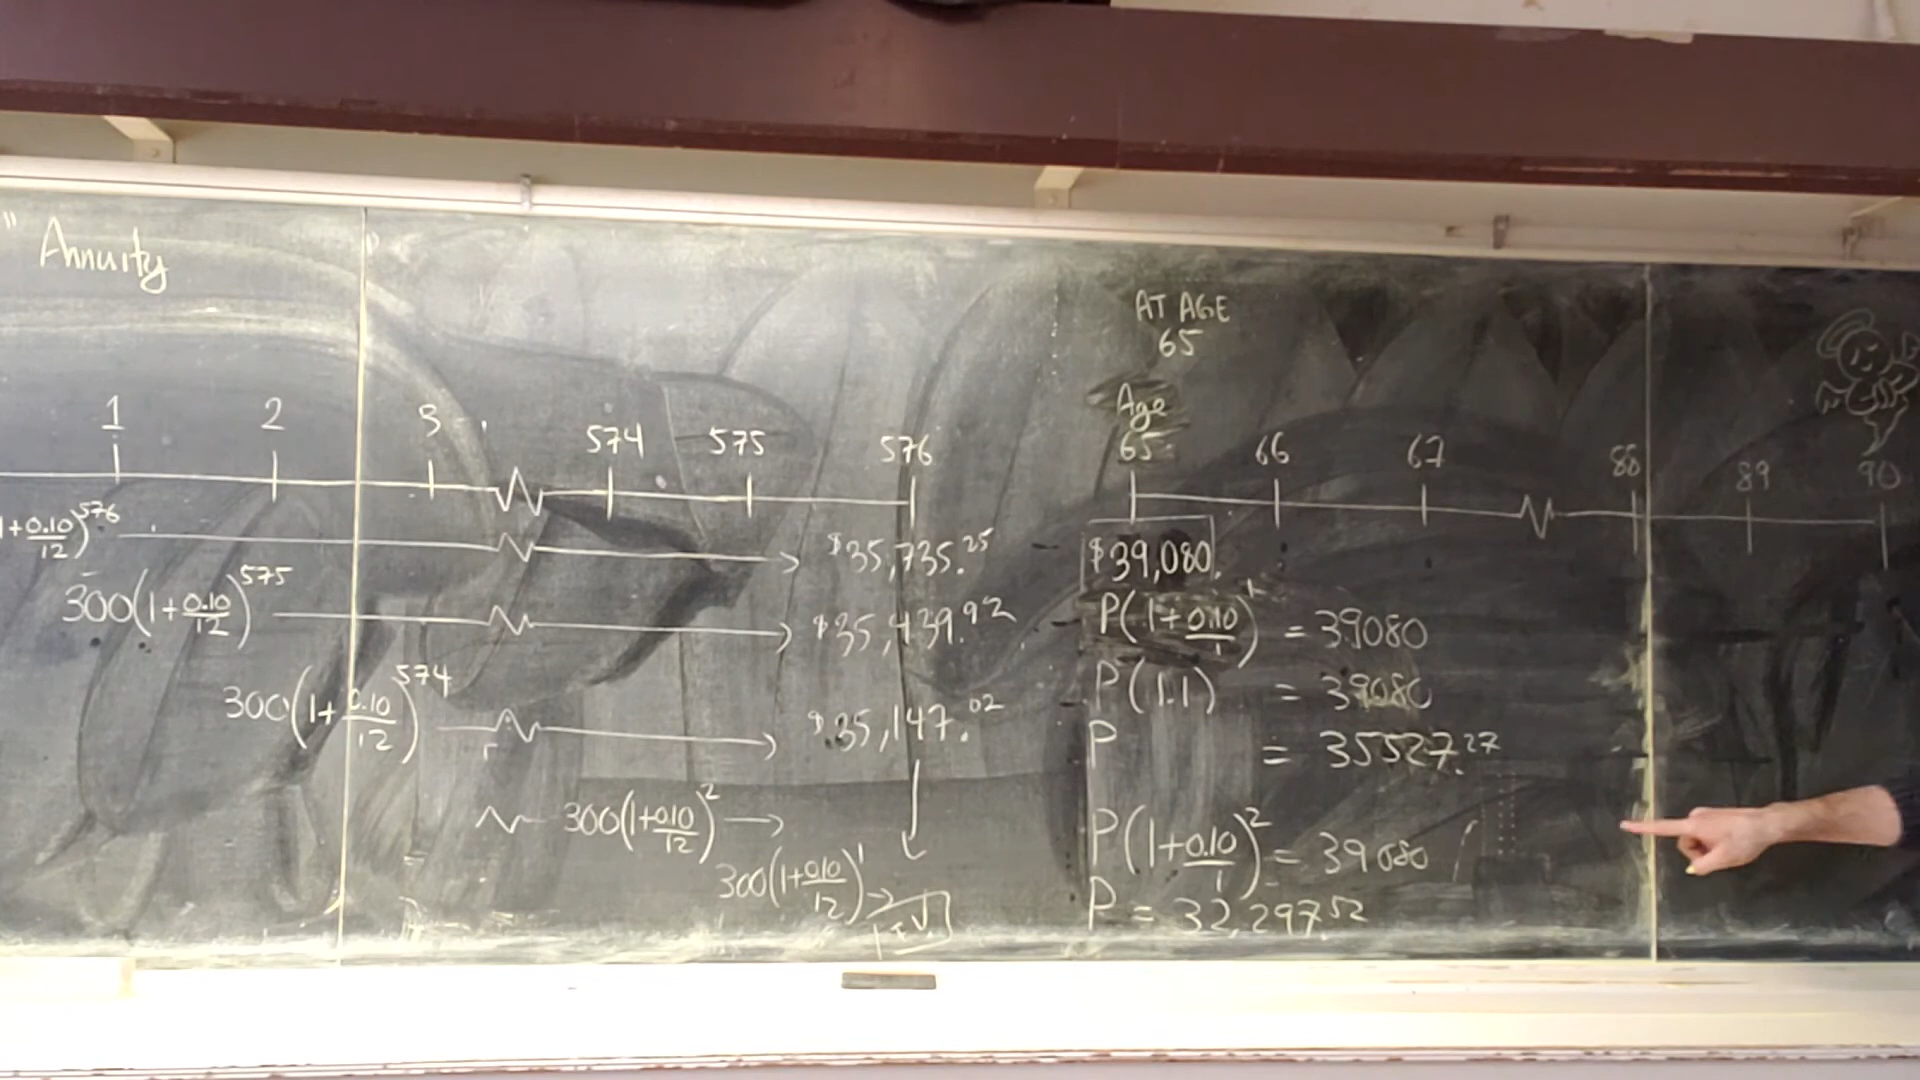 " Annuity
1 2 3 574 575 576
1+0.10/12)^576 $35,735.25
300(1+0.10/12)^575 $35,439.92
300(1+0.10/12)^574 $35,147.02
300(1+0.10/12)^2
300(1+0.10/12)^1 F.V.
AT AGE
65
Age
65 66 67 88 89 90
$39,080.
P(1+0.10/1)^1 = 39080
P(1.1) = 39080
P = 35527.27
P(1+0.10/1)^2 = 39080
P = 32,297.52